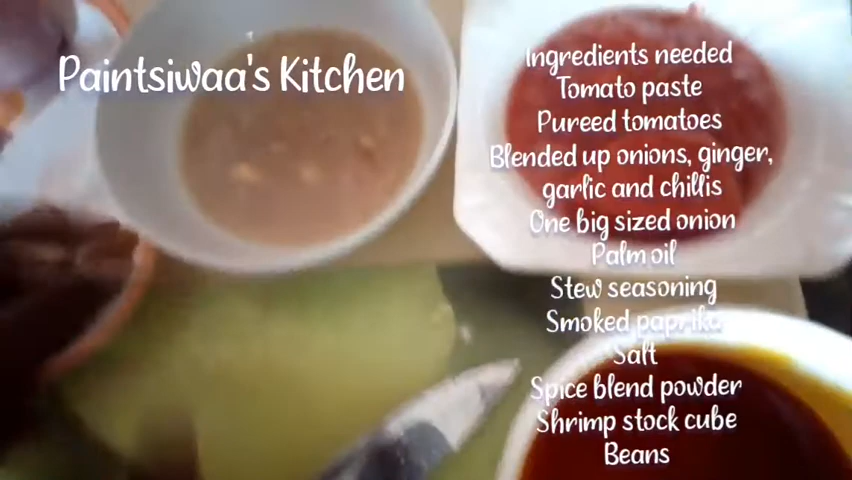 Paintsiwaa's Kitchen
Ingredients needed
Tomato paste
Pureed tomatoes
Blended up onions, ginger,
garlic and chillis
One big sized onion
Palm oil
Stew seasoning
Smoked paprika
Salt
Spice blend powder
Shrimp stock cube
Beans